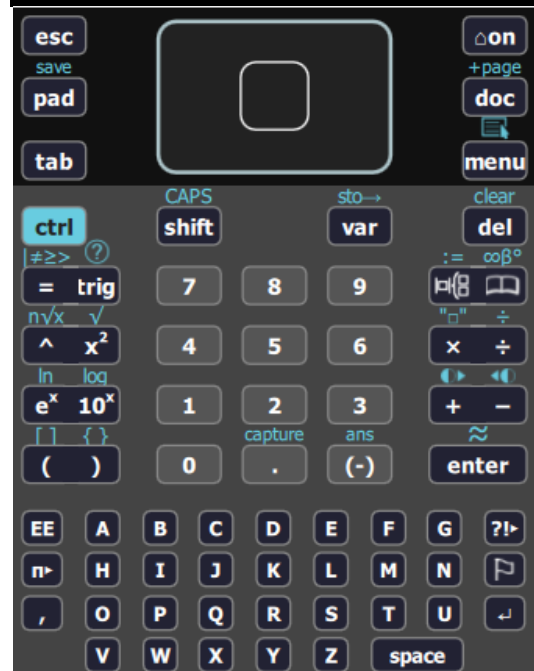 esc ⌂on
save +page
pad doc
tab menu
CAPS sto→ clear
ctrl shift var del
|≠≥> ? := ∞β°
= trig 7 8 9
n√x √ "□" ÷
^ x² 4 5 6 × ÷
ln log
eˣ 10ˣ 1 2 3 + −
[ ] { } capture ans ≈
( ) 0 . (-) enter
EE A B C D E F G ?!▸
π▸ H I J K L M N
, O P Q R S T U ↵
V W X Y Z space